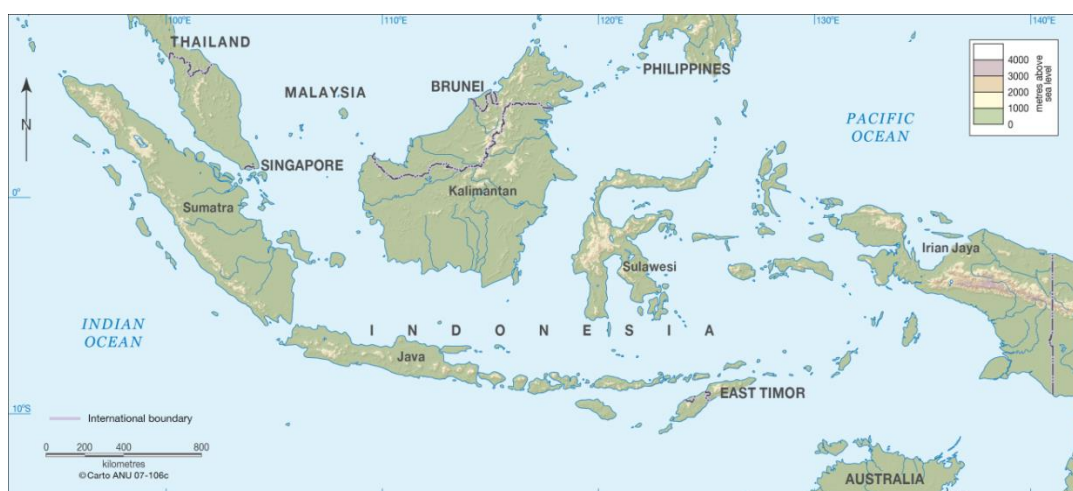 100°E
110°E
120°E
130°E
140°E
THAILAND
MALAYSIA
BRUNEI
PHILIPPINES
4000
3000
2000
1000
0
metres above
sea level
N
PACIFIC
OCEAN
SINGAPORE
0°
Sumatra
Kalimantan
Sulawesi
Irian Jaya
INDIAN
OCEAN
INDONESIA
Java
EAST TIMOR
10°S
International boundary
0 200 400 800
kilometres
©Carto ANU 07-106c
AUSTRALIA